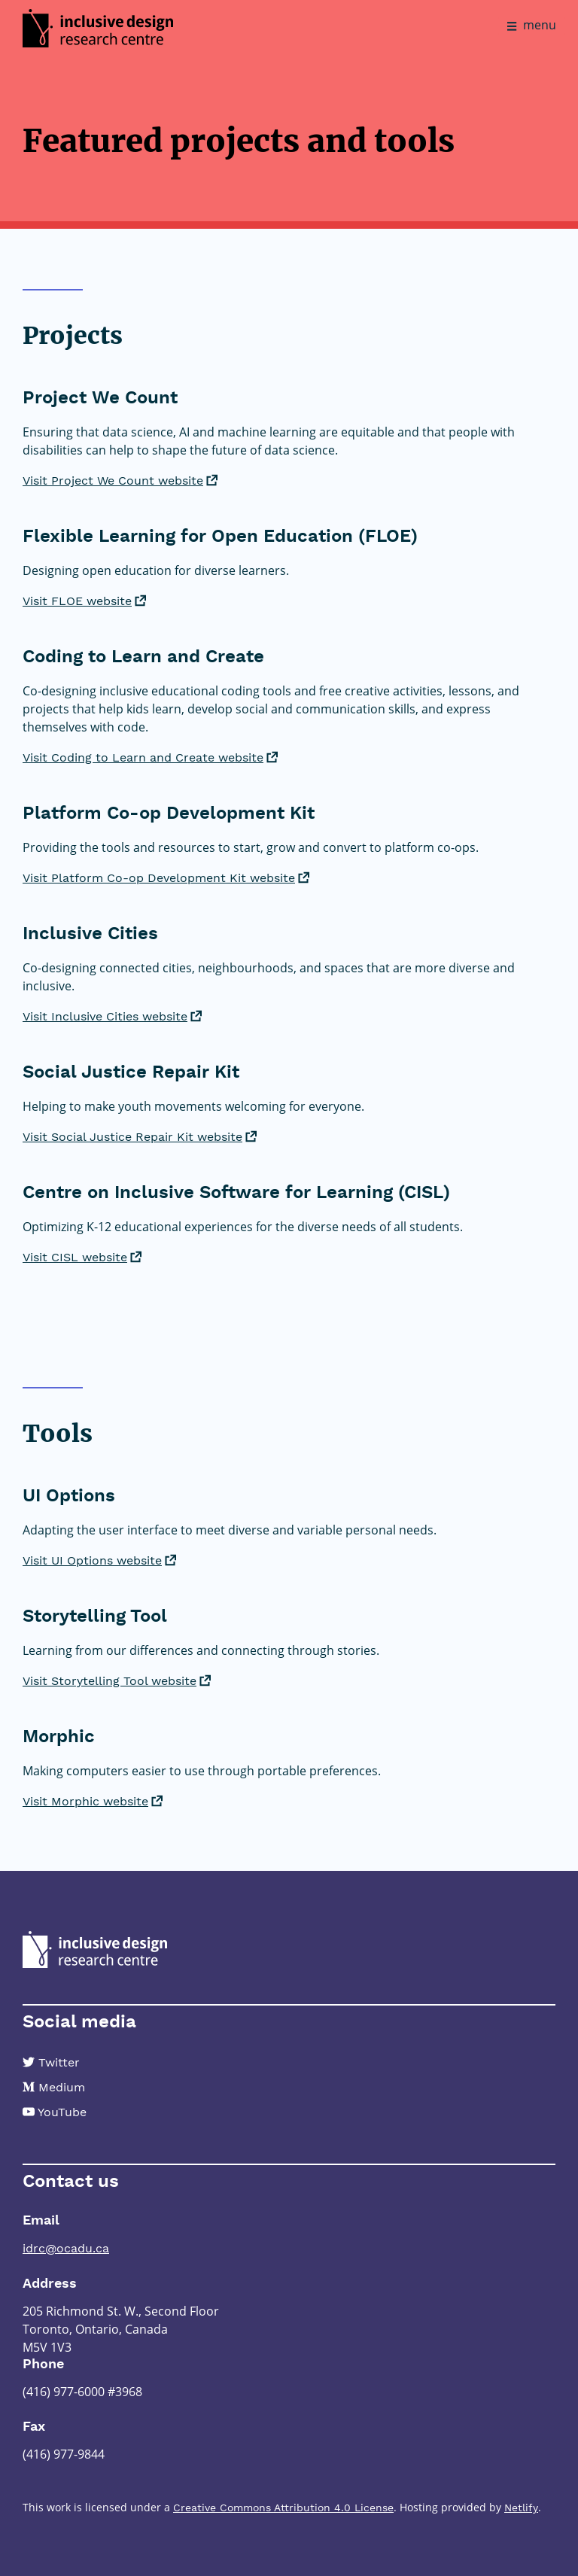 inclusive design
research centre
menu
Featured projects and tools
Projects
Project We Count
Ensuring that data science, AI and machine learning are equitable and that people with
disabilities can help to shape the future of data science.
Visit Project We Count website
Flexible Learning for Open Education (FLOE)
Designing open education for diverse learners.
Visit FLOE website
Coding to Learn and Create
Co-designing inclusive educational coding tools and free creative activities, lessons, and
projects that help kids learn, develop social and communication skills, and express
themselves with code.
Visit Coding to Learn and Create website
Platform Co-op Development Kit
Providing the tools and resources to start, grow and convert to platform co-ops.
Visit Platform Co-op Development Kit website
Inclusive Cities
Co-designing connected cities, neighbourhoods, and spaces that are more diverse and
inclusive.
Visit Inclusive Cities website
Social Justice Repair Kit
Helping to make youth movements welcoming for everyone.
Visit Social Justice Repair Kit website
Centre on Inclusive Software for Learning (CISL)
Optimizing K-12 educational experiences for the diverse needs of all students.
Visit CISL website
Tools
UI Options
Adapting the user interface to meet diverse and variable personal needs.
Visit UI Options website
Storytelling Tool
Learning from our differences and connecting through stories.
Visit Storytelling Tool website
Morphic
Making computers easier to use through portable preferences.
Visit Morphic website
inclusive design
research centre
Social media
Twitter
Medium
YouTube
Contact us
Email
idrc@ocadu.ca
Address
205 Richmond St. W., Second Floor
Toronto, Ontario, Canada
M5V 1V3
Phone
(416) 977-6000 #3968
Fax
(416) 977-9844
This work is licensed under a Creative Commons Attribution 4.0 License. Hosting provided by Netlify.